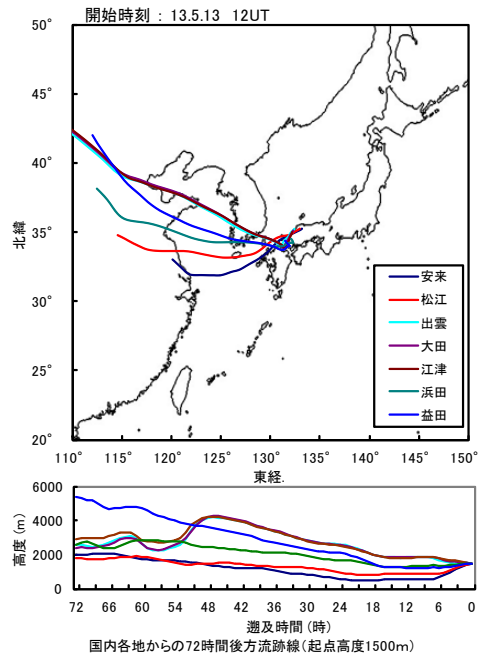 開始時刻 : 13.5.13 12UT
50°
45°
40°
北緯
35°
30°
25°
20°
安来
松江
出雲
大田
江津
浜田
益田
110° 115° 120° 125° 130° 135° 140° 145° 150°
東経.
6000
高度 (m)
4000
2000
0
72 66 60 54 48 42 36 30 24 18 12 6 0
遡及時間 (時)
国内各地からの72時間後方流跡線(起点高度1500m)